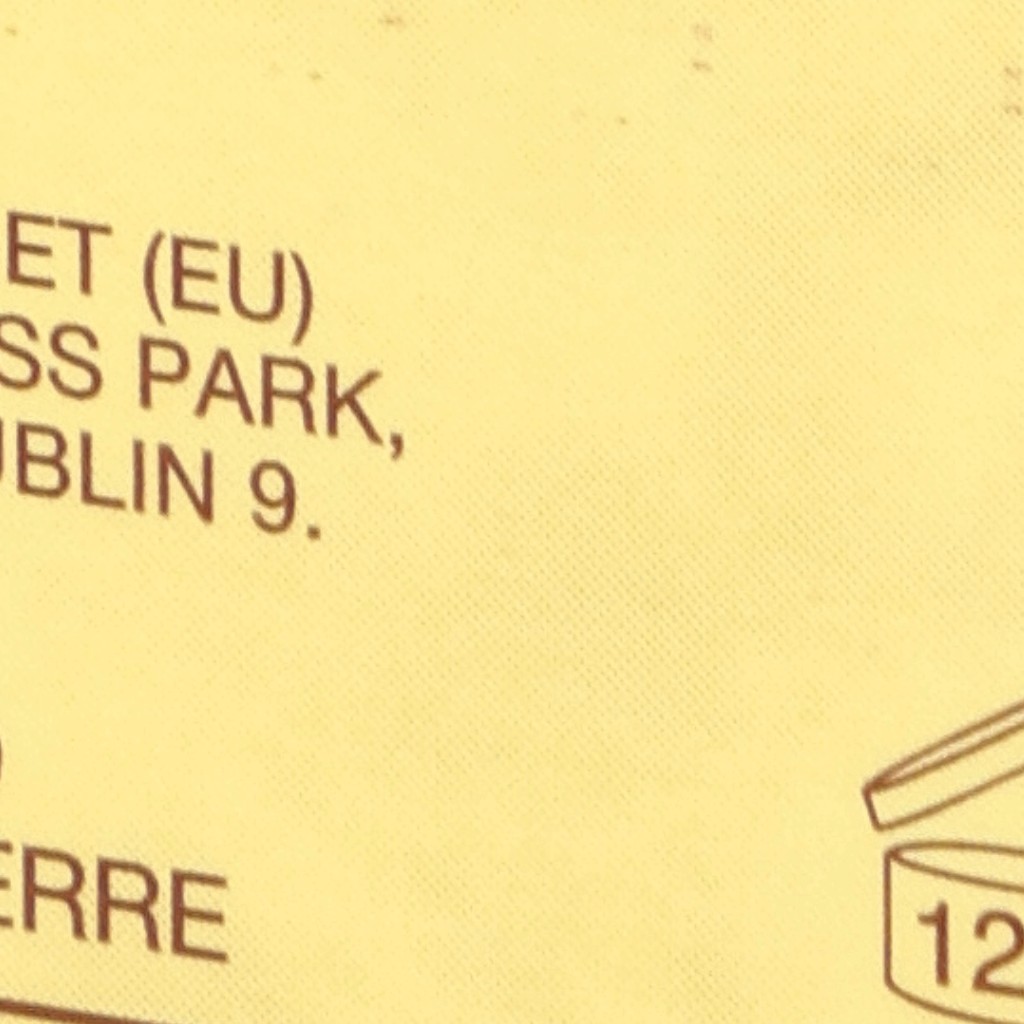 ET (EU)
SS PARK,
UBLIN 9.
)
ERRE
12